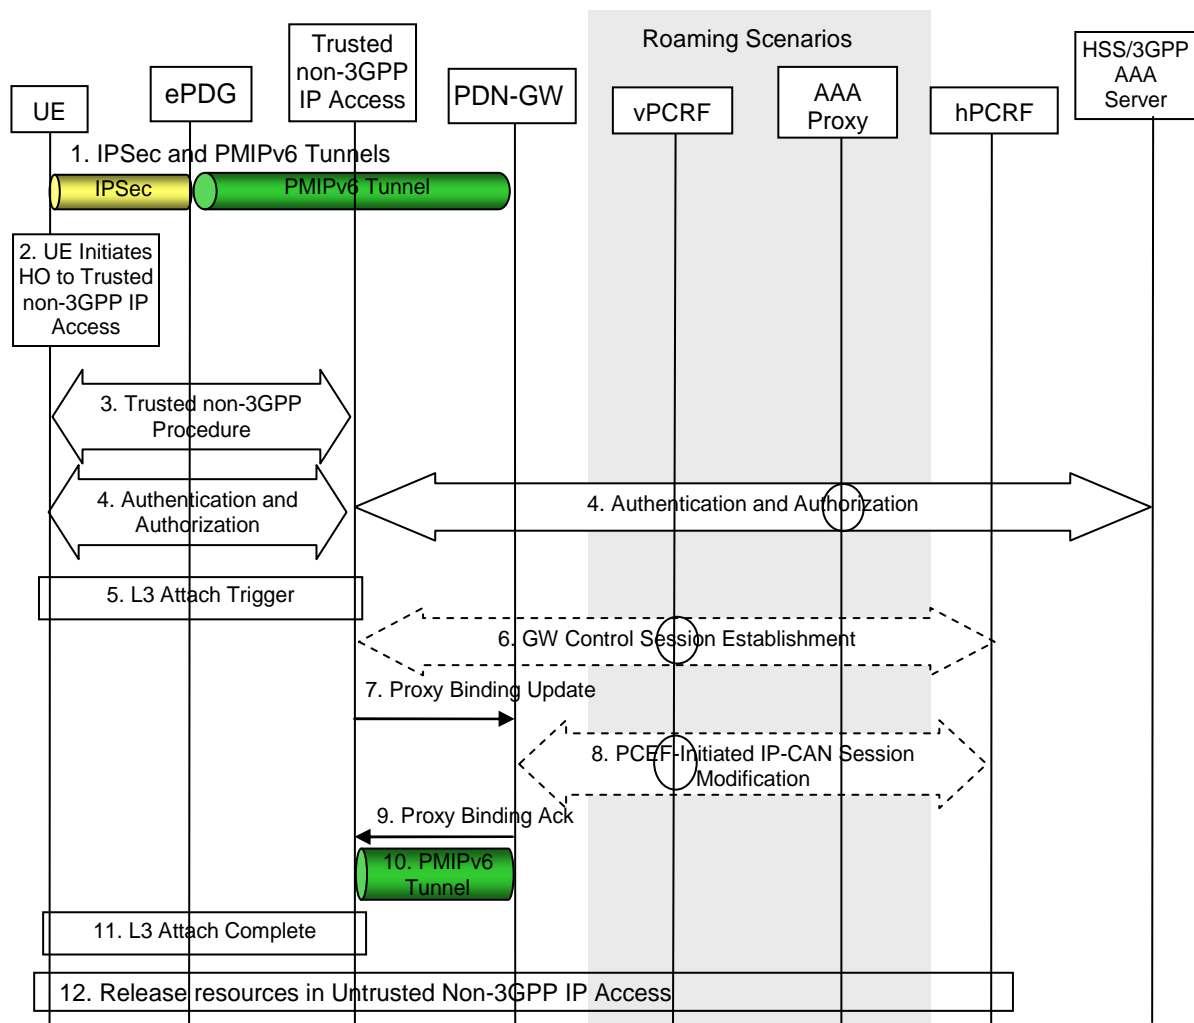 Roaming Scenarios
UE
ePDG
Trusted
non-3GPP
IP Access
PDN-GW
vPCRF
AAA
Proxy
hPCRF
HSS/3GPP
AAA
Server
1. IPSec and PMIPv6 Tunnels
IPSec
PMIPv6 Tunnel
2. UE Initiates
HO to Trusted
non-3GPP IP
Access
3. Trusted non-3GPP
Procedure
4. Authentication and
Authorization
4. Authentication and Authorization
5. L3 Attach Trigger
6. GW Control Session Establishment
7. Proxy Binding Update
8. PCEF-Initiated IP-CAN Session
Modification
9. Proxy Binding Ack
10. PMIPv6
Tunnel
11. L3 Attach Complete
12. Release resources in Untrusted Non-3GPP IP Access